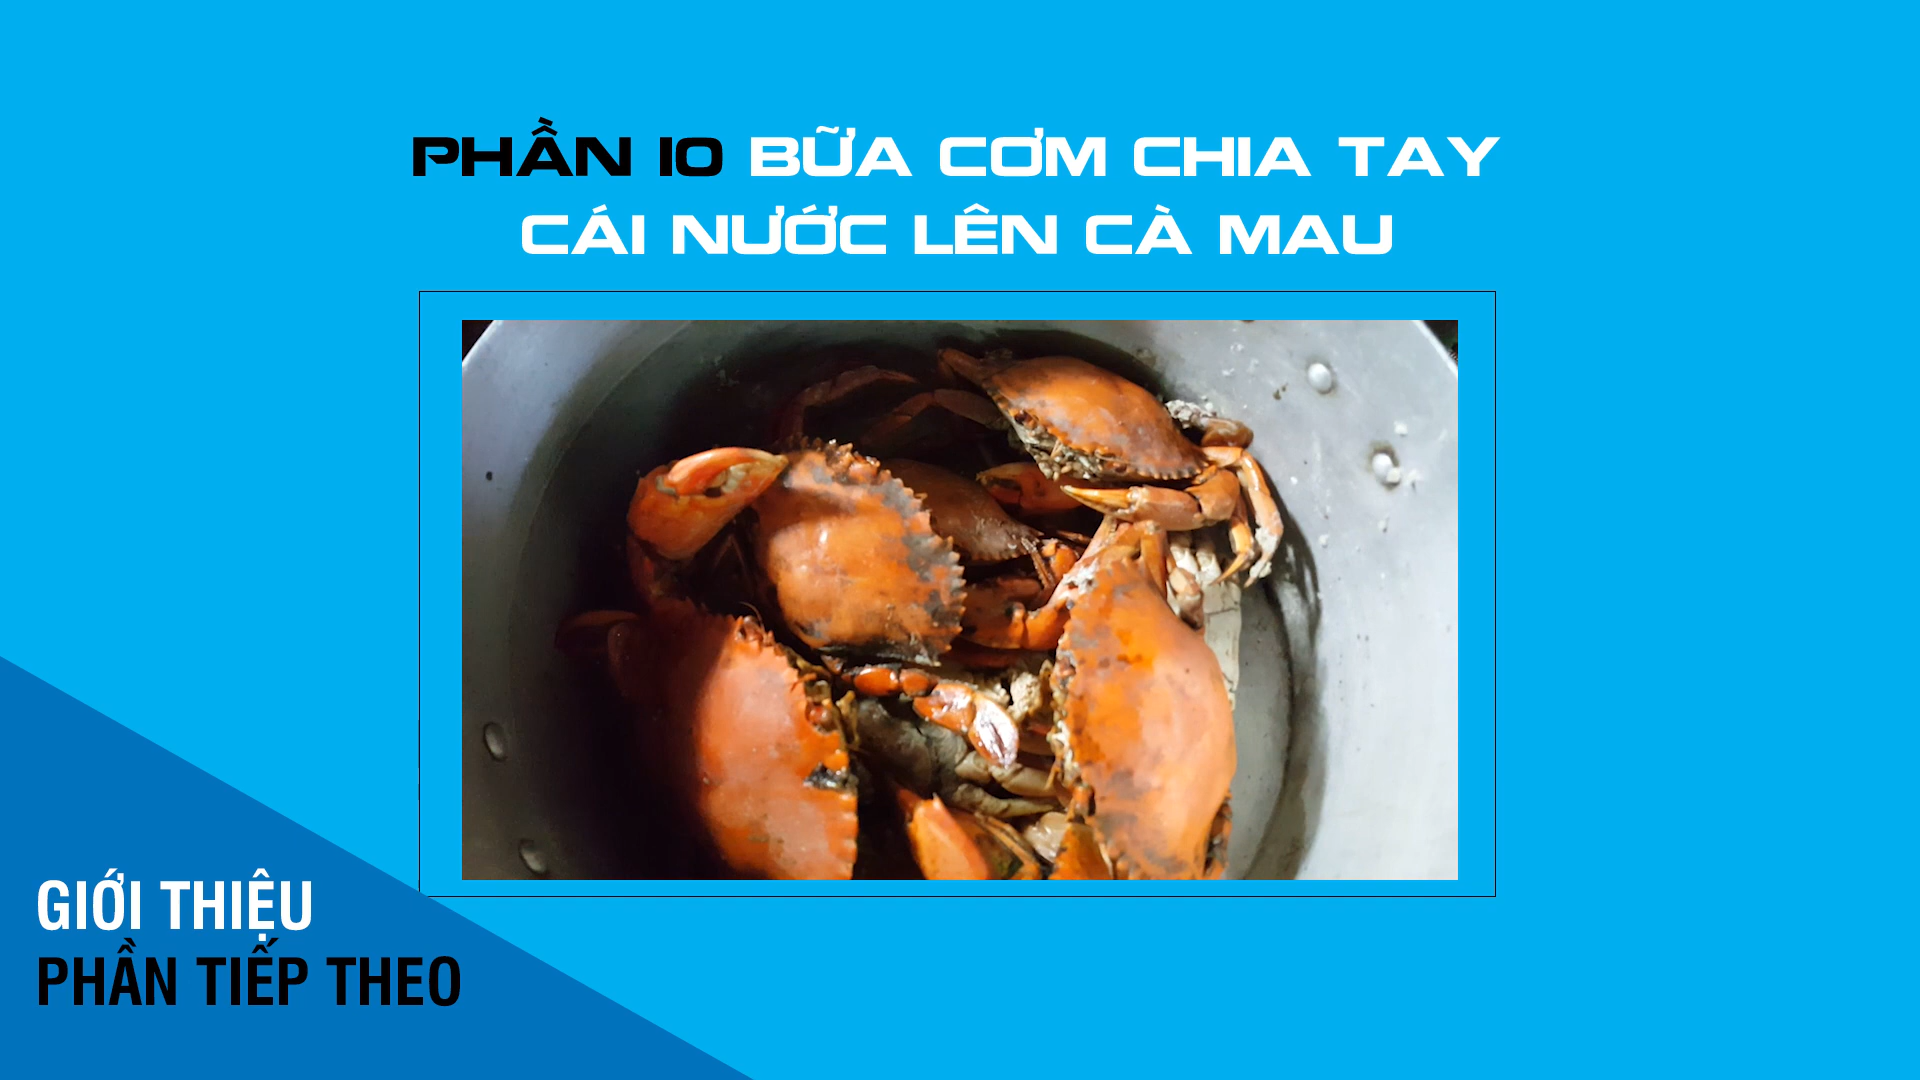 PHẦN 10 BỮA CƠM CHIA TAY
CÁI NƯỚC LÊN CÀ MAU
GIỚI THIỆU
PHẦN TIẾP THEO